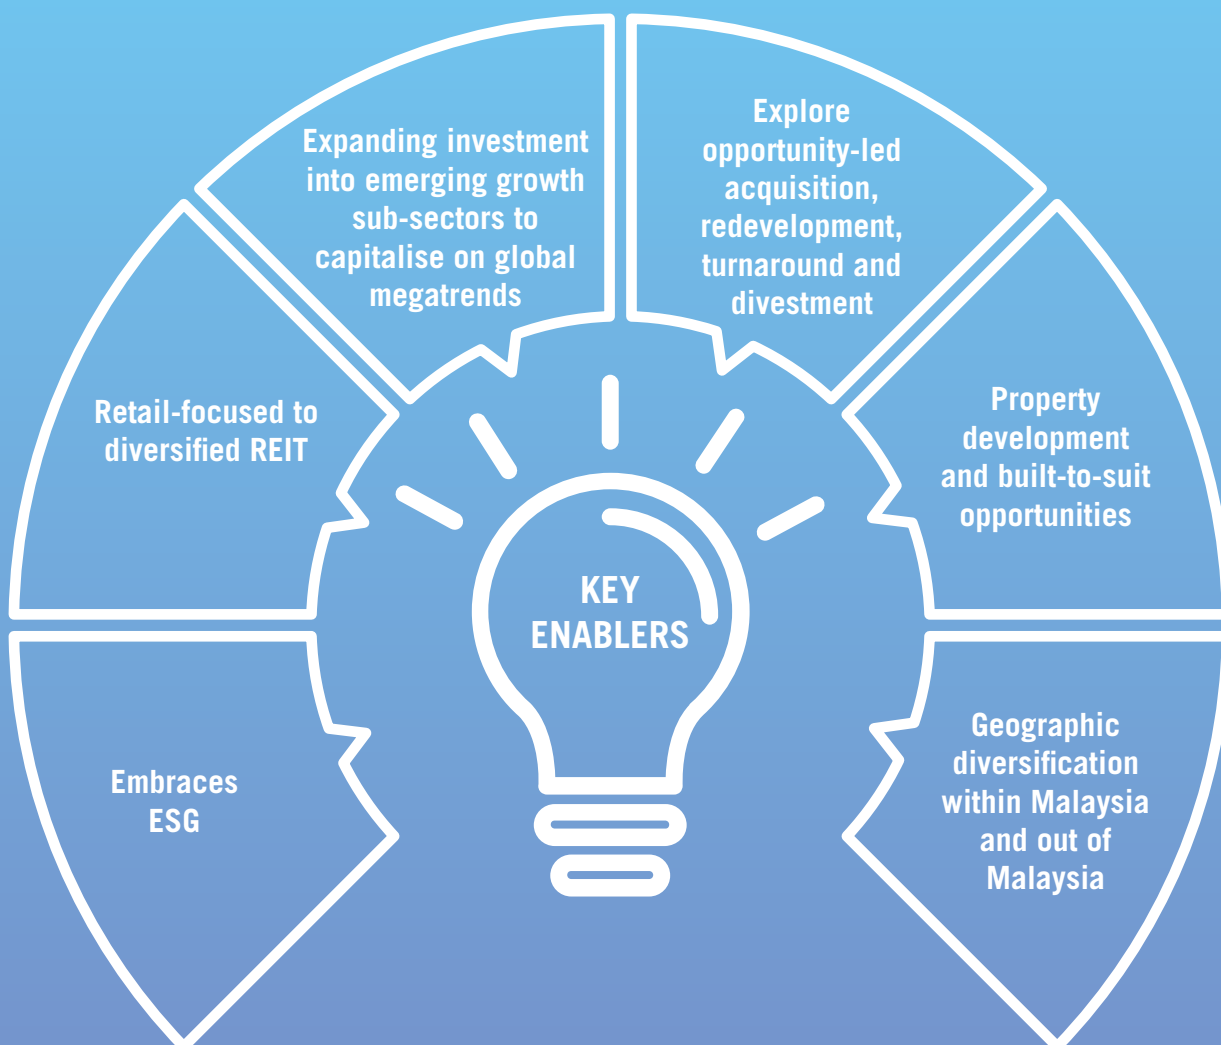 Expanding investment
into emerging growth
sub-sectors to
capitalise on global
megatrends
Explore
opportunity-led
acquisition,
redevelopment,
turnaround and
divestment
Retail-focused to
diversified REIT
Property
development
and built-to-suit
opportunities
KEY
ENABLERS
Embraces
ESG
Geographic
diversification
within Malaysia
and out of
Malaysia